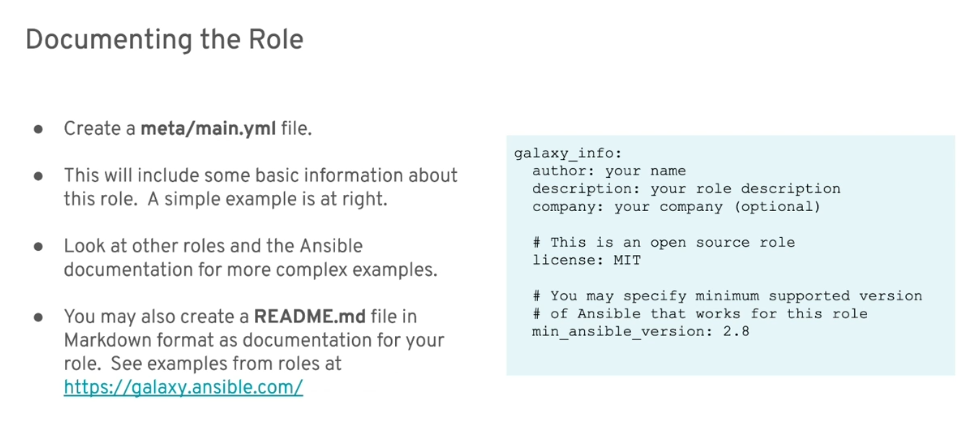 Documenting the Role
● Create a meta/main.yml file.
● This will include some basic information about
this role.  A simple example is at right.
● Look at other roles and the Ansible
documentation for more complex examples.
● You may also create a README.md file in
Markdown format as documentation for your
role.  See examples from roles at
https://galaxy.ansible.com/
galaxy_info:
  author: your name
  description: your role description
  company: your company (optional)

  # This is an open source role
  license: MIT

  # You may specify minimum supported version
  # of Ansible that works for this role
  min_ansible_version: 2.8